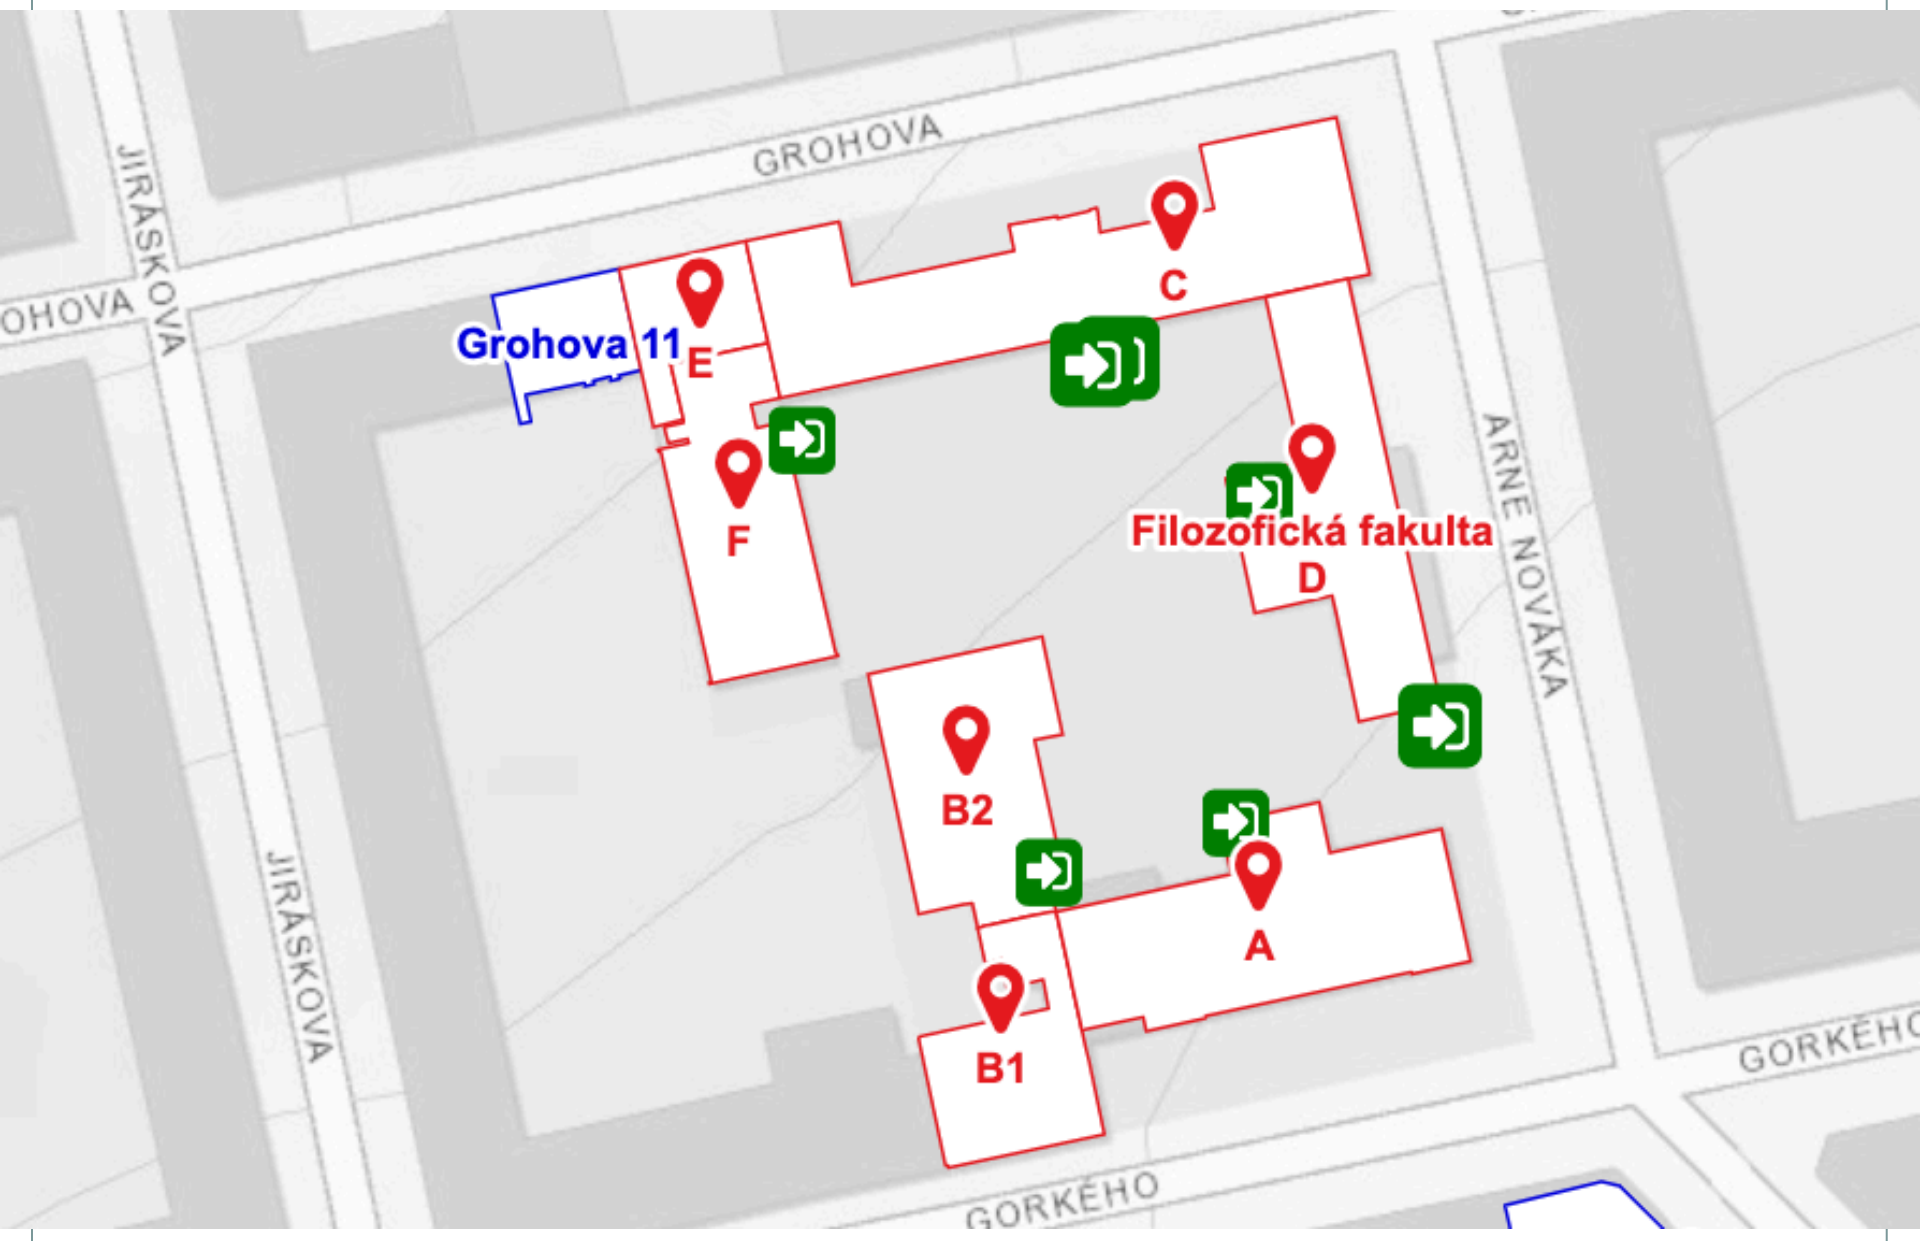 GROHOVA
JIRÁSKOVA
OHOVA
C
Grohova 11
E
F
ARNE NOVÁKA
Filozofická fakulta
D
B2
JIRÁSKOVA
A
B1
GORKÉHO
GORKÉHO